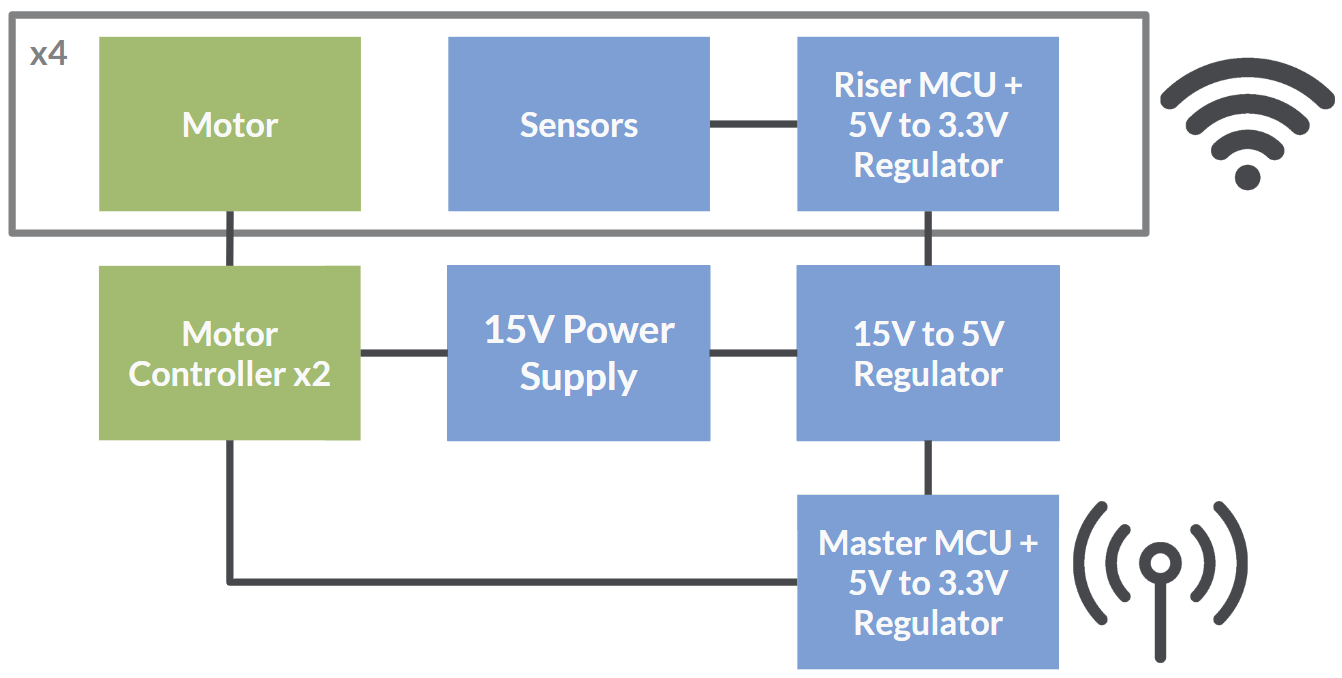 x4
Motor
Sensors
Riser MCU +
5V to 3.3V
Regulator
Motor
Controller x2
15V Power
Supply
15V to 5V
Regulator
Master MCU +
5V to 3.3V
Regulator